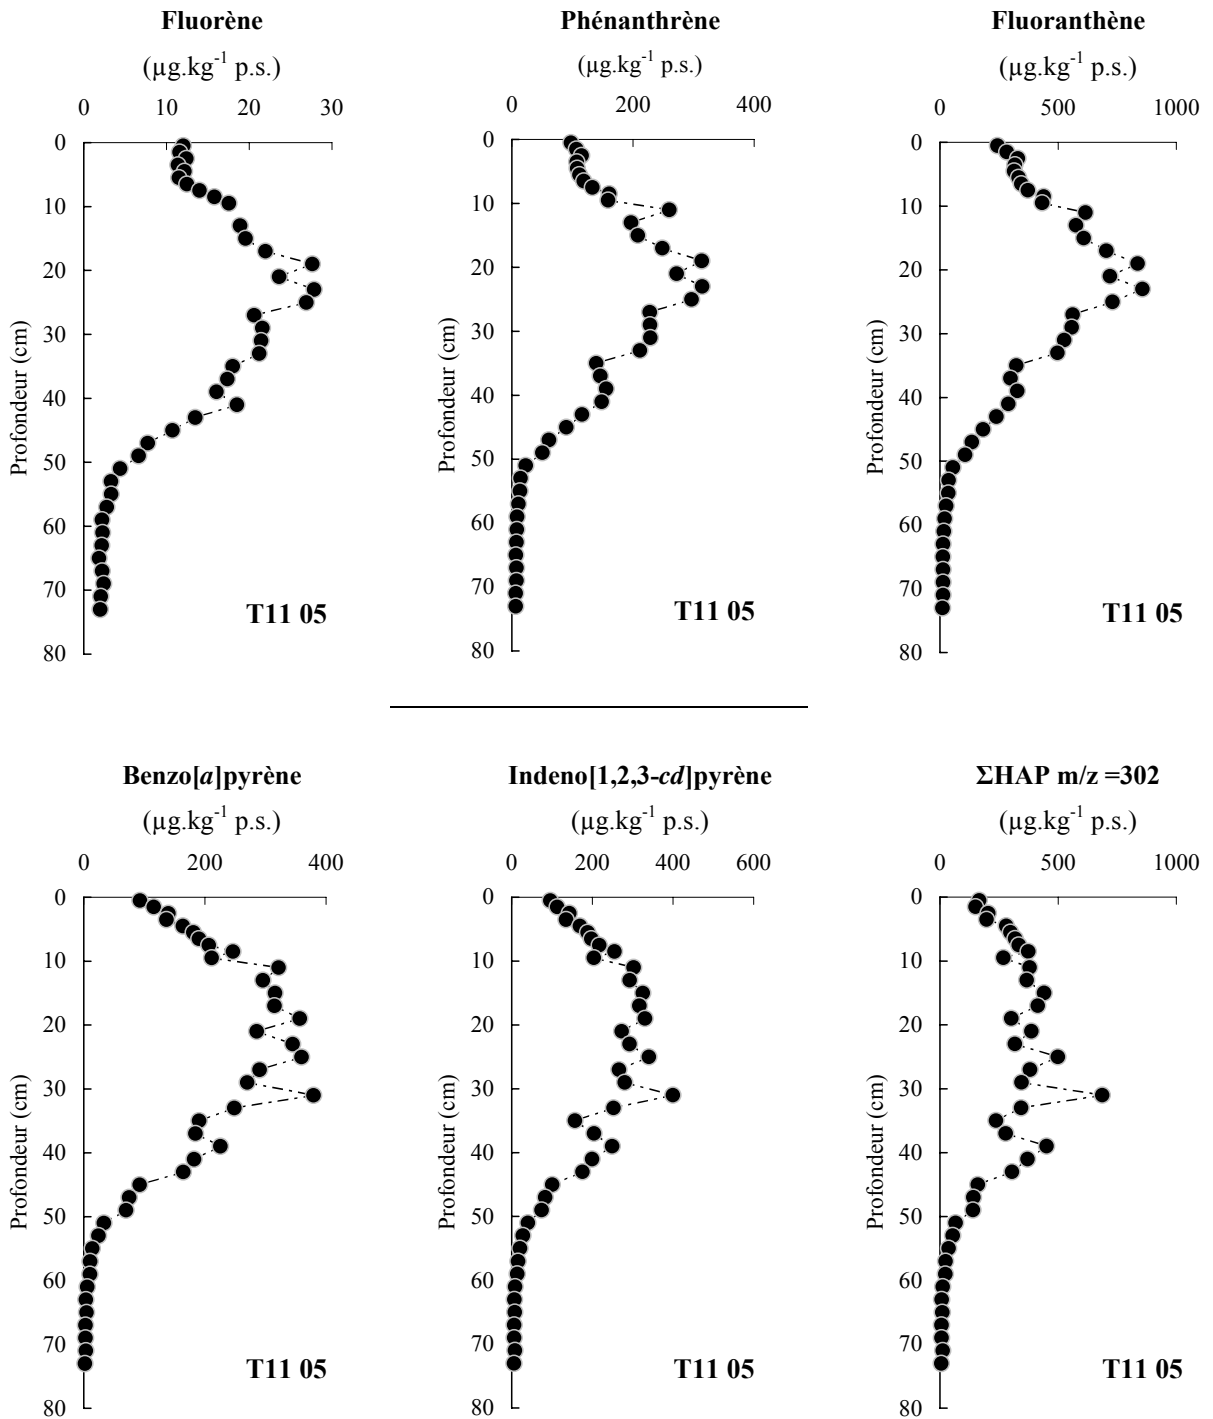 Fluorène
(µg.kg-1 p.s.)
0 10 20 30
0
10
20
30
40
50
60
70
80
Profondeur (cm)
T11 05
Phénanthrène
(µg.kg-1 p.s.)
0 200 400
0
10
20
30
40
50
60
70
80
Profondeur (cm)
T11 05
Fluoranthène
(µg.kg-1 p.s.)
0 500 1000
0
10
20
30
40
50
60
70
80
Profondeur (cm)
T11 05
Benzo[a]pyrène
(µg.kg-1 p.s.)
0 200 400
0
10
20
30
40
50
60
70
80
Profondeur (cm)
T11 05
Indeno[1,2,3-cd]pyrène
(µg.kg-1 p.s.)
0 200 400 600
0
10
20
30
40
50
60
70
80
Profondeur (cm)
T11 05
ΣHAP m/z =302
(µg.kg-1 p.s.)
0 500 1000
0
10
20
30
40
50
60
70
80
Profondeur (cm)
T11 05